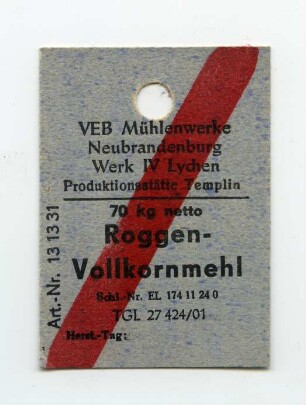 VEB Mühlenwerke
Neubrandenburg
Werk IV Lychen
Produktionsstätte Templin
70 kg netto
Roggen-
Vollkornmehl
Schl.-Nr. EL 174 11 24 0
TGL 27 424/01
Herst.-Tag:
Art.-Nr. 13 13 31